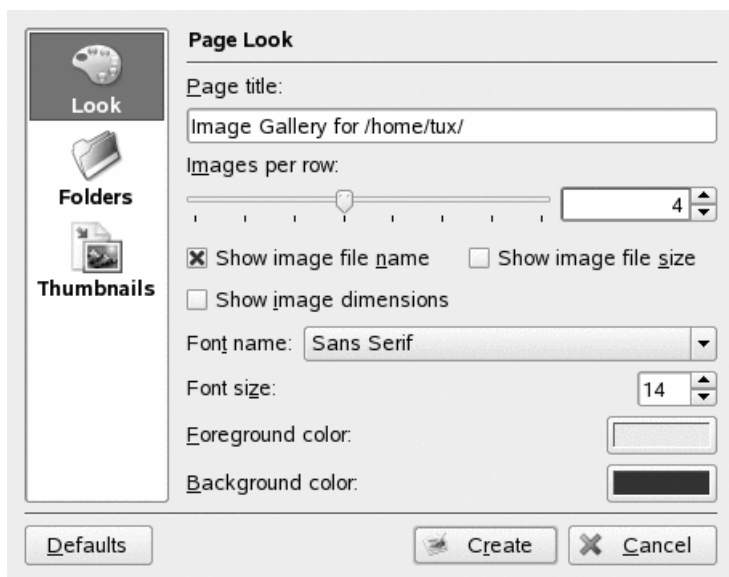 Look
Folders
Thumbnails
Page Look
Page title:
Image Gallery for /home/tux/
Images per row:
4
Show image file name
Show image file size
Show image dimensions
Font name: Sans Serif
Font size: 14
Foreground color:
Background color:
Defaults
Create
Cancel